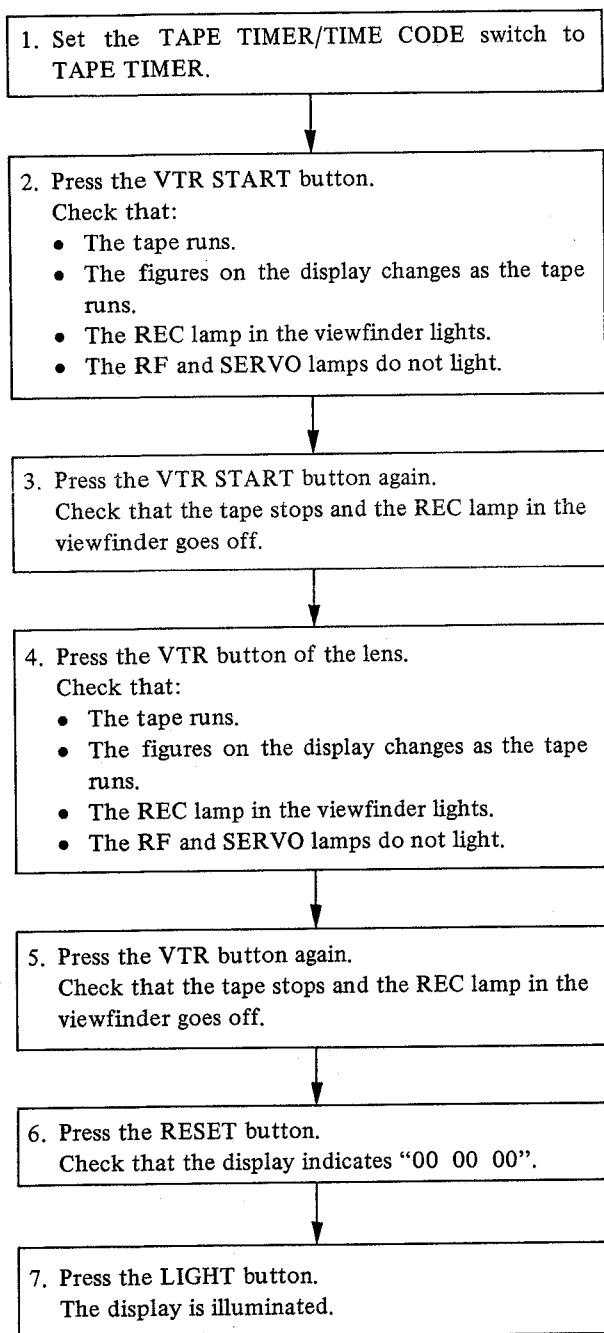 1. Set the TAPE TIMER/TIME CODE switch to
TAPE TIMER.
2. Press the VTR START button.
Check that:
• The tape runs.
• The figures on the display changes as the tape
runs.
• The REC lamp in the viewfinder lights.
• The RF and SERVO lamps do not light.
3. Press the VTR START button again.
Check that the tape stops and the REC lamp in the
viewfinder goes off.
4. Press the VTR button of the lens.
Check that:
• The tape runs.
• The figures on the display changes as the tape
runs.
• The REC lamp in the viewfinder lights.
• The RF and SERVO lamps do not light.
5. Press the VTR button again.
Check that the tape stops and the REC lamp in the
viewfinder goes off.
6. Press the RESET button.
Check that the display indicates “00 00 00”.
7. Press the LIGHT button.
The display is illuminated.